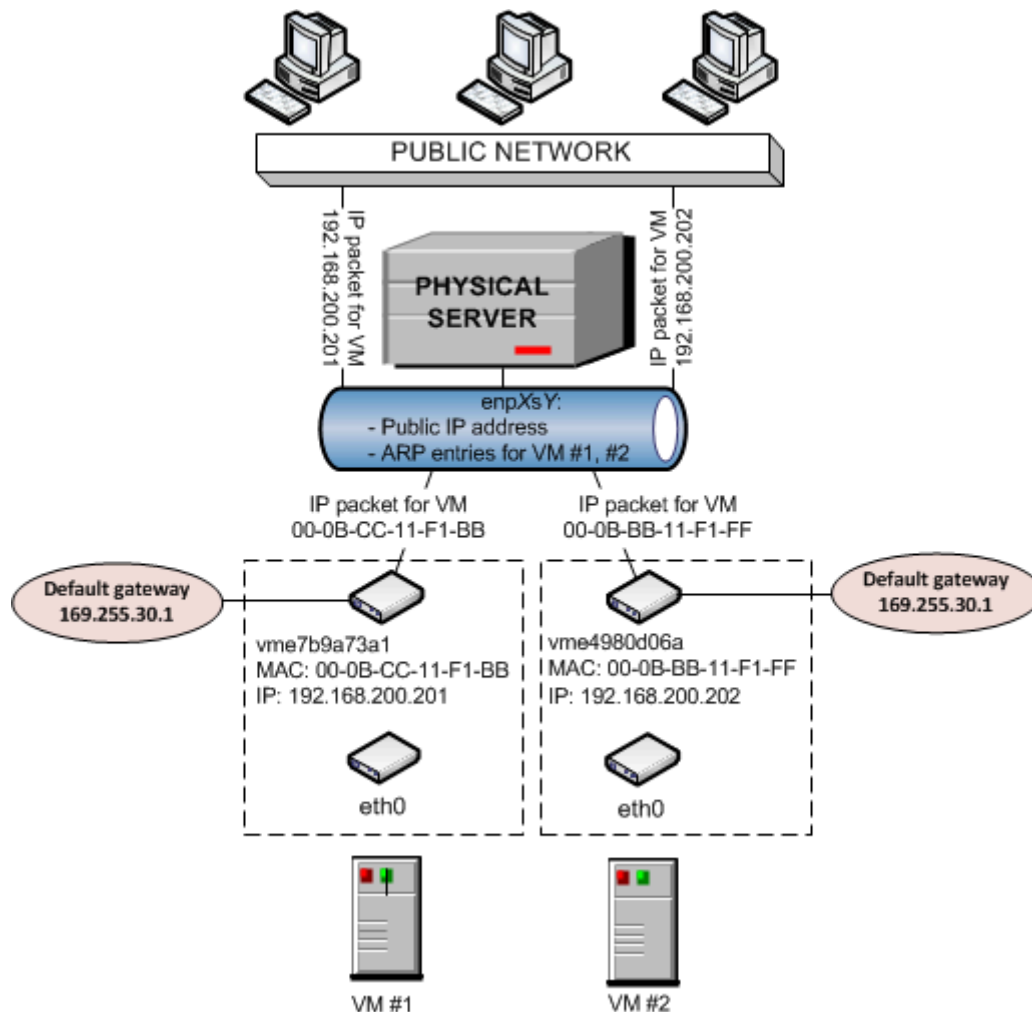 PUBLIC NETWORK
IP packet for VM
192.168.200.201
PHYSICAL
SERVER
IP packet for VM
192.168.200.202
enpXsY:
- Public IP address
- ARP entries for VM #1, #2
IP packet for VM
00-0B-CC-11-F1-BB
IP packet for VM
00-0B-BB-11-F1-FF
Default gateway
169.255.30.1
Default gateway
169.255.30.1
vme7b9a73a1
MAC: 00-0B-CC-11-F1-BB
IP: 192.168.200.201
vme4980d06a
MAC: 00-0B-BB-11-F1-FF
IP: 192.168.200.202
eth0
eth0
VM #1
VM #2